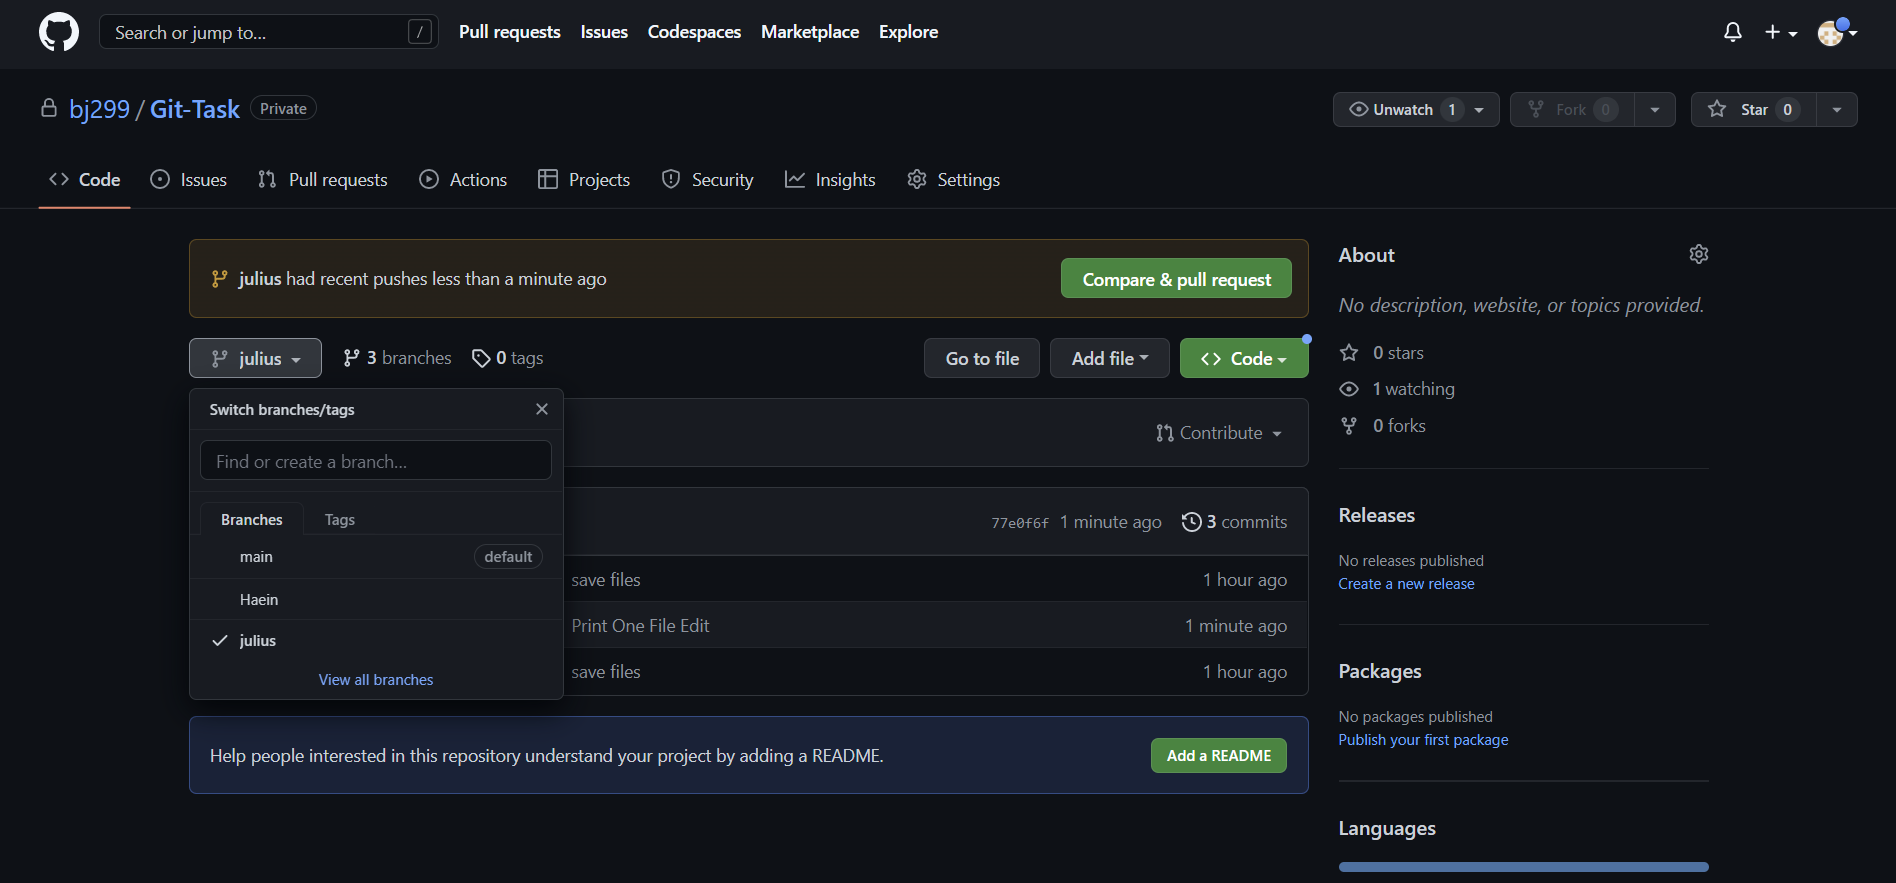 Search or jump to... / Pull requests Issues Codespaces Marketplace Explore
bj299 / Git-Task Private Unwatch 1 Fork 0 Star 0
Code Issues Pull requests Actions Projects Security Insights Settings
julius had recent pushes less than a minute ago Compare & pull request
julius 3 branches 0 tags Go to file Add file Code
Switch branches/tags
Find or create a branch...
Branches Tags
main default
Haein
julius
View all branches
Contribute
77e0f6f 1 minute ago 3 commits
save files 1 hour ago
Print One File Edit 1 minute ago
save files 1 hour ago
Help people interested in this repository understand your project by adding a README. Add a README
About
No description, website, or topics provided.
0 stars
1 watching
0 forks
Releases
No releases published
Create a new release
Packages
No packages published
Publish your first package
Languages